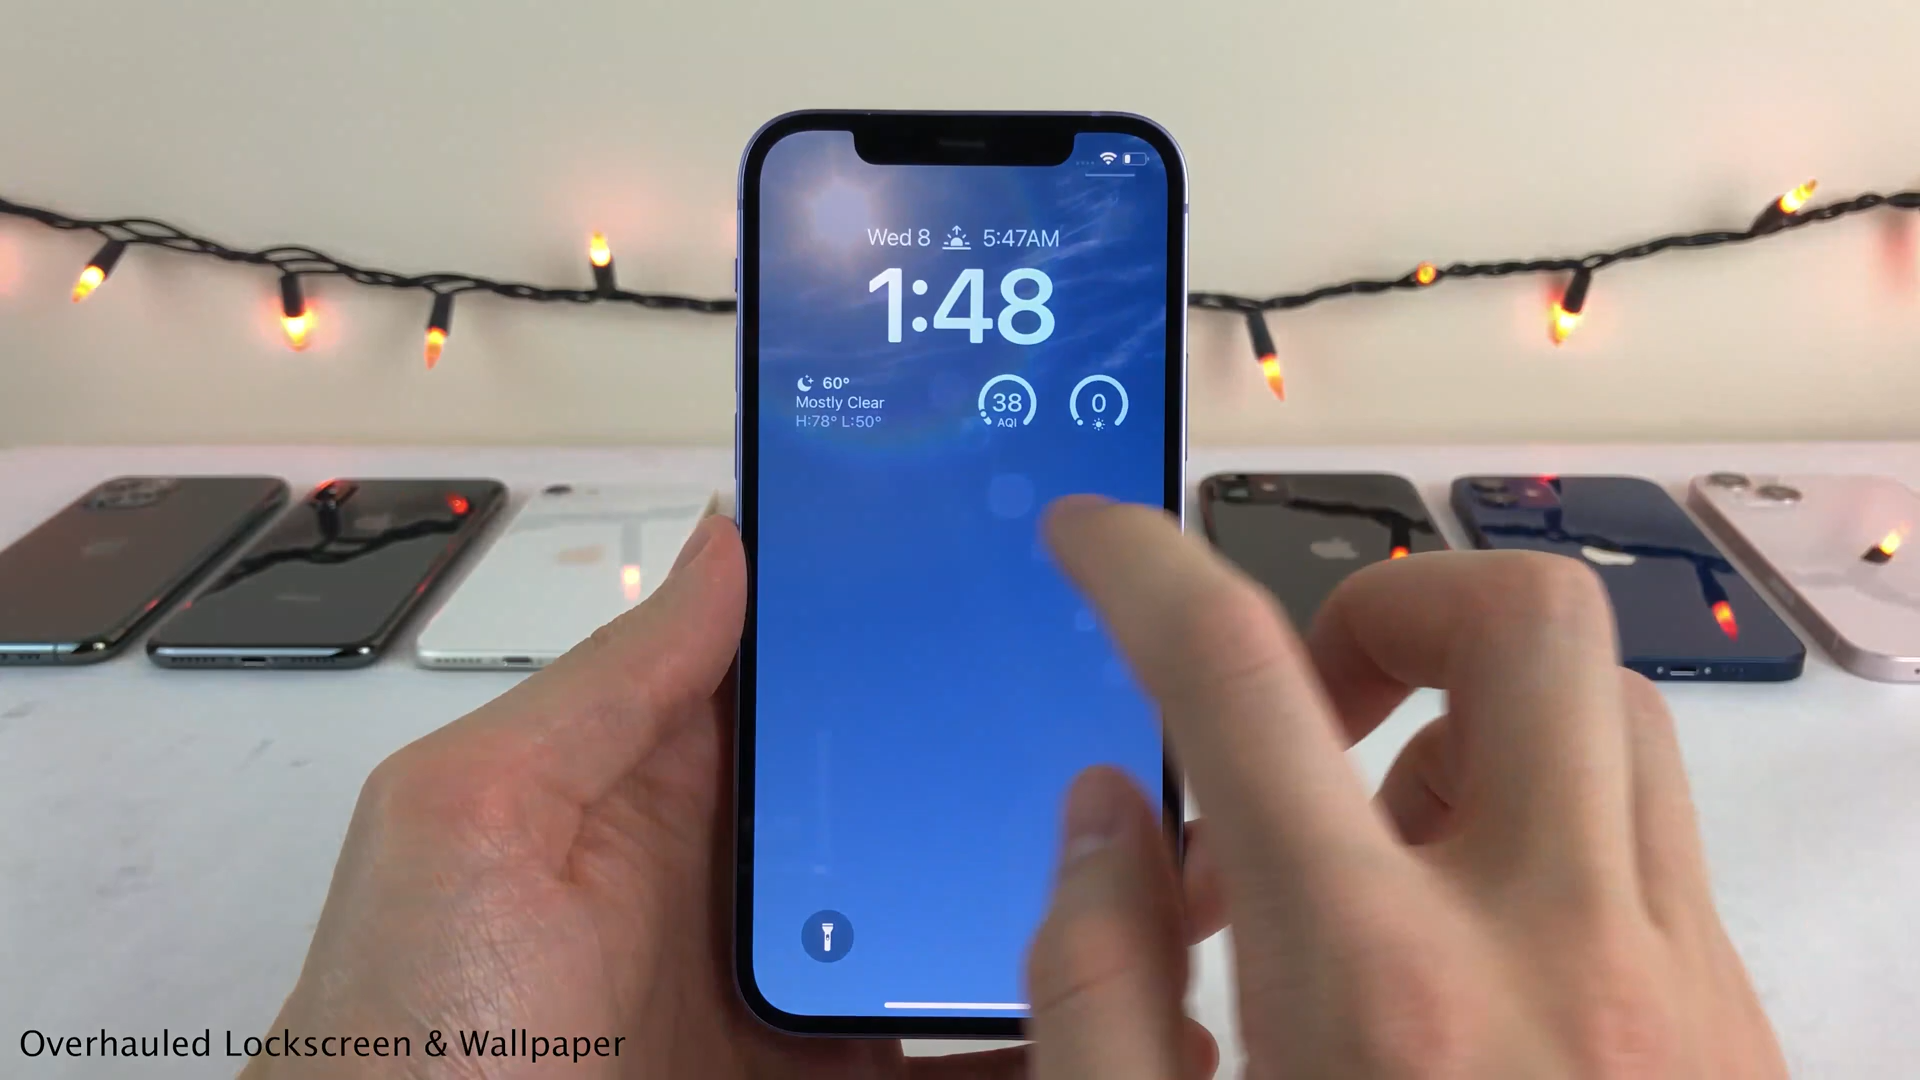 Wed 8 5:47AM
1:48
60°
Mostly Clear
H:78° L:50°
38
AQI
0
Overhauled Lockscreen & Wallpaper